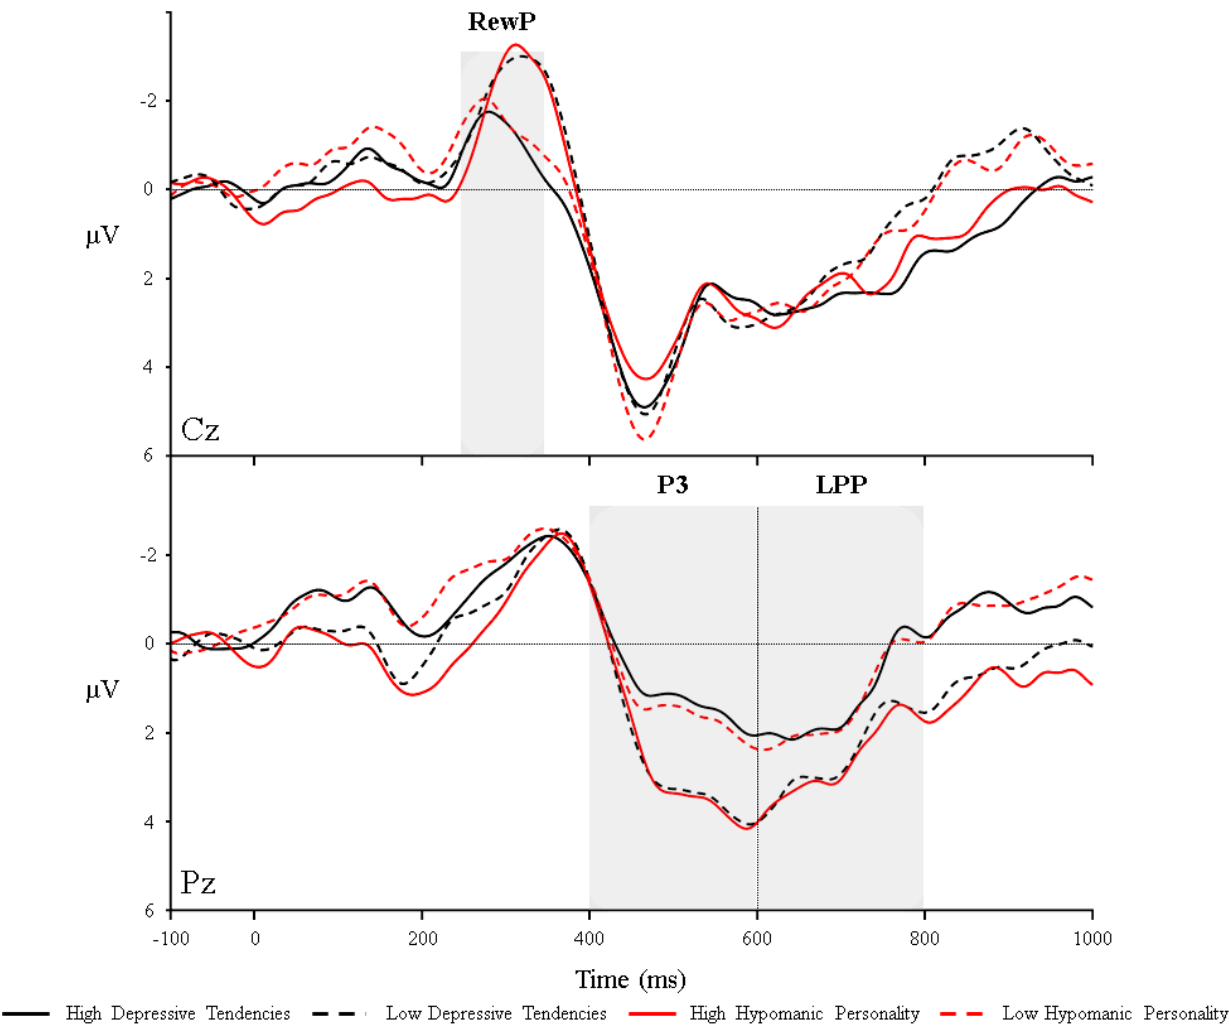 RewP
-2
0
µV
2
4
Cz
6
P3 LPP
-2
0
µV
2
4
Pz
6
-100 0 200 400 600 800 1000
Time (ms)
High Depressive Tendencies Low Depressive Tendencies High Hypomanic Personality Low Hypomanic Personality